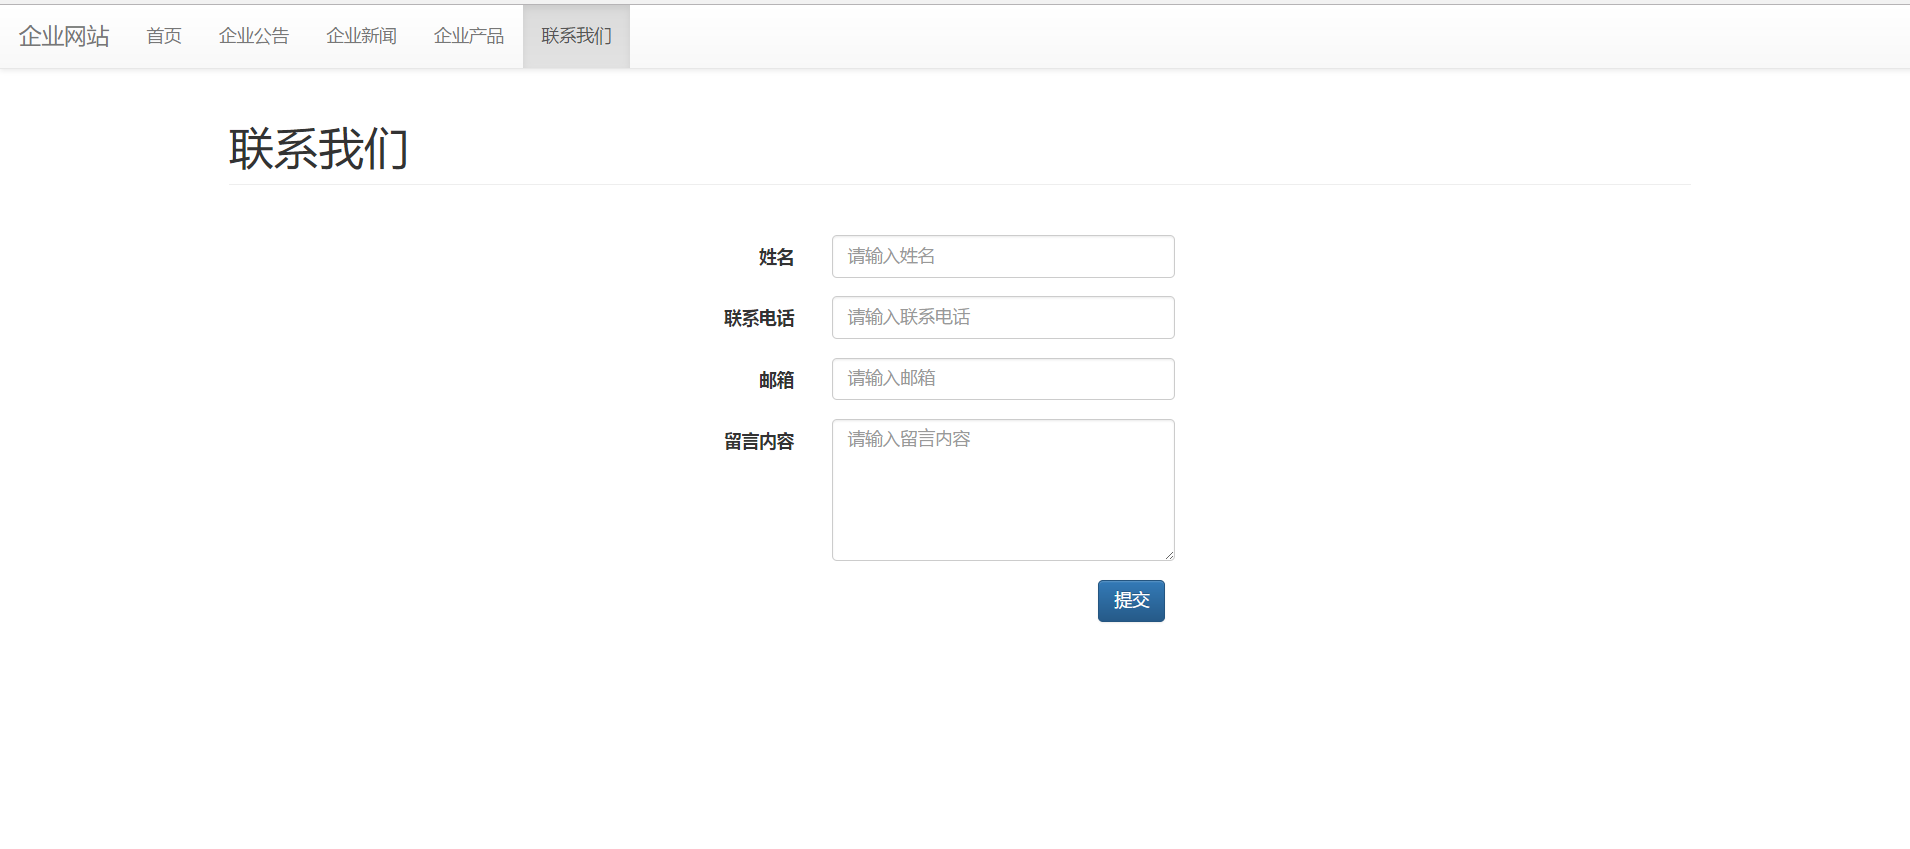 企业网站 首页 企业公告 企业新闻 企业产品 联系我们
联系我们
姓名 请输入姓名
联系电话 请输入联系电话
邮箱 请输入邮箱
留言内容 请输入留言内容
提交